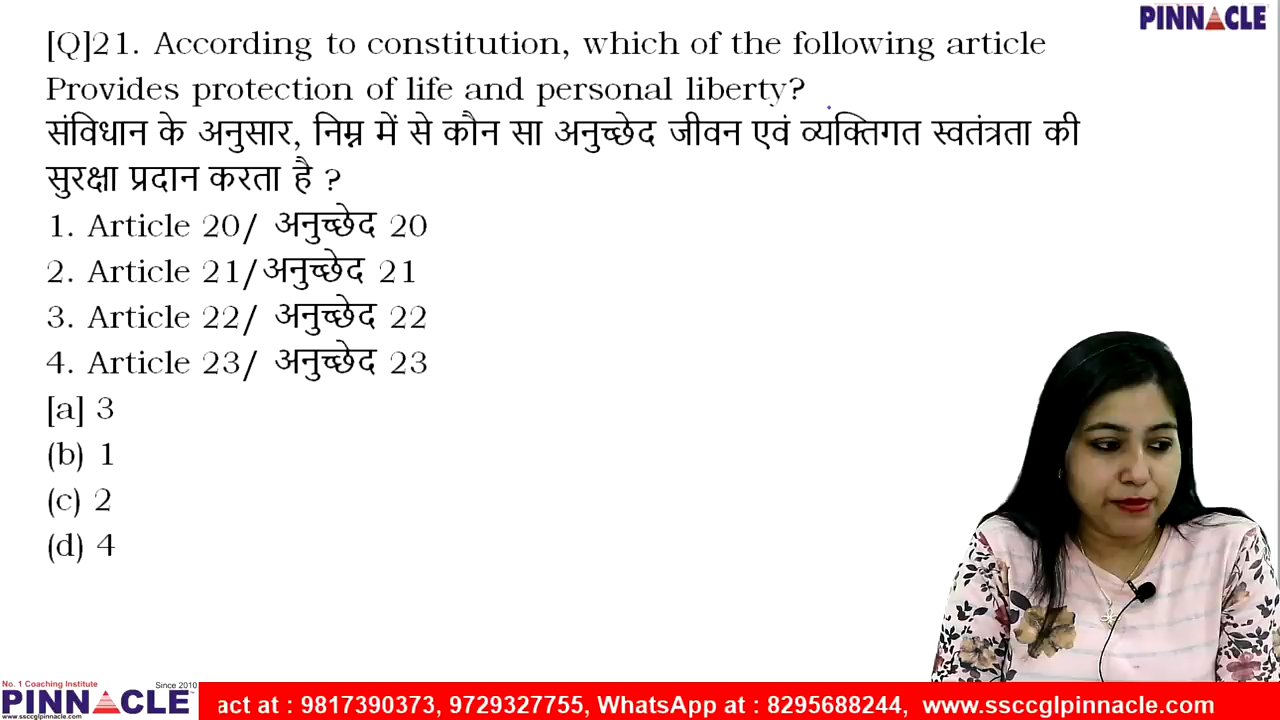 PINNACLE
[Q]21. According to constitution, which of the following article
Provides protection of life and personal liberty?
संविधान के अनुसार, निम्न में से कौन सा अनुच्छेद जीवन एवं व्यक्तिगत स्वतंत्रता की
सुरक्षा प्रदान करता है ?
1. Article 20/ अनुच्छेद 20
2. Article 21/अनुच्छेद 21
3. Article 22/ अनुच्छेद 22
4. Article 23/ अनुच्छेद 23
[a] 3
(b) 1
(c) 2
(d) 4
No. 1 Coaching Institute Since 2010
PINNACLE
www.ssccglpinnacle.com
act at : 9817390373, 9729327755, WhatsApp at : 8295688244, www.ssccglpinnacle.com